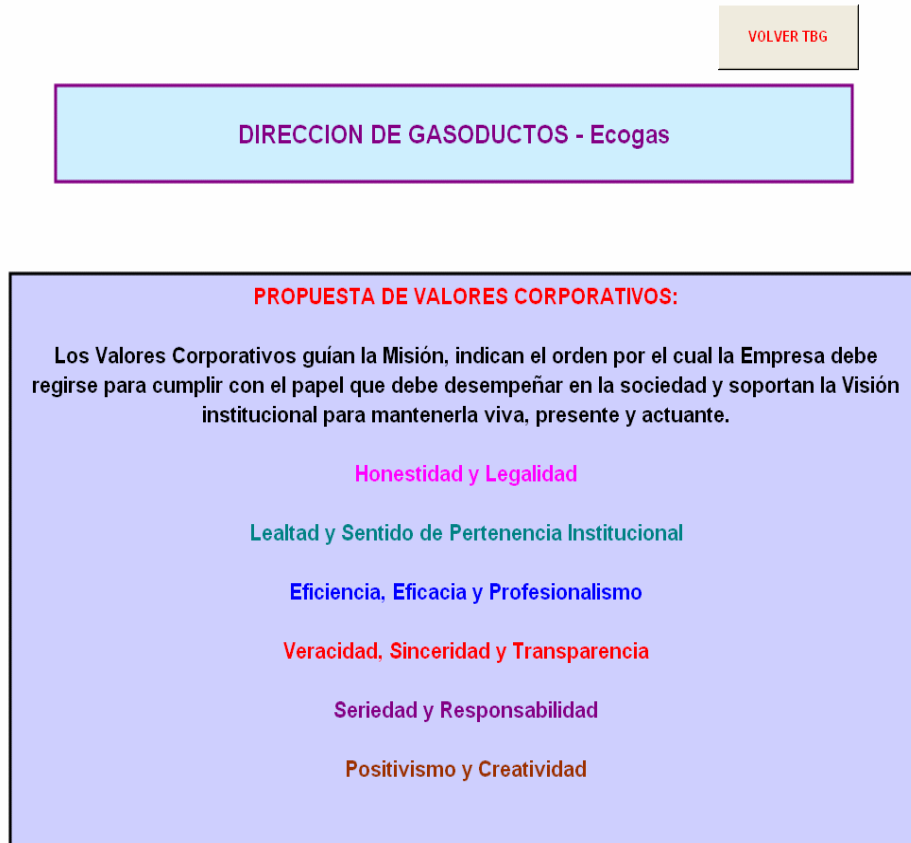 VOLVER TBG
DIRECCION DE GASODUCTOS - Ecogas
PROPUESTA DE VALORES CORPORATIVOS:
Los Valores Corporativos guían la Misión, indican el orden por el cual la Empresa debe
regirse para cumplir con el papel que debe desempeñar en la sociedad y soportan la Visión
institucional para mantenerla viva, presente y actuante.
Honestidad y Legalidad
Lealtad y Sentido de Pertenencia Institucional
Eficiencia, Eficacia y Profesionalismo
Veracidad, Sinceridad y Transparencia
Seriedad y Responsabilidad
Positivismo y Creatividad